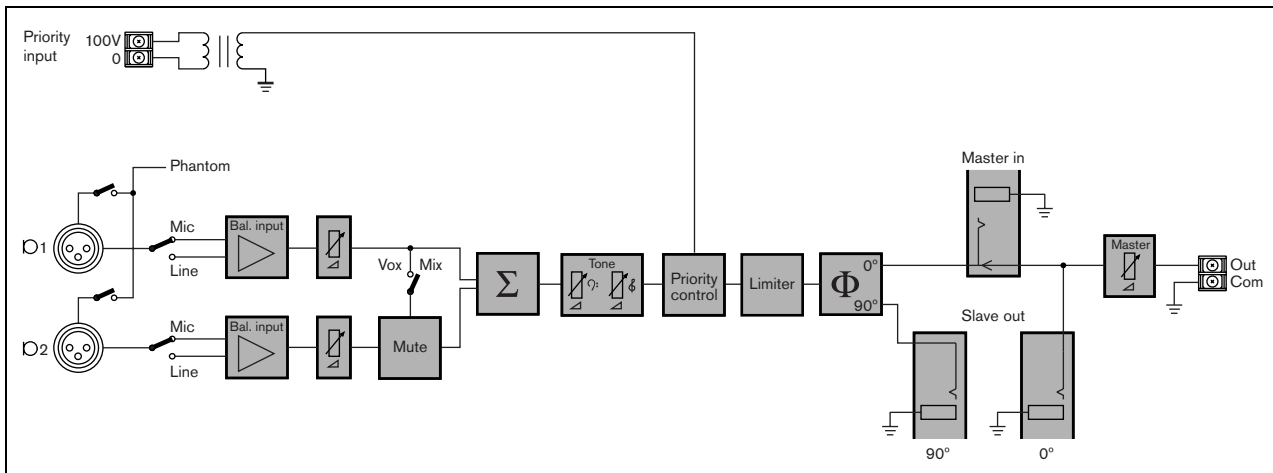 Priority
input
100V
0
Phantom
Master in
1
Mic
Line
Bal. input
Vox
Mix
Σ
Tone
Priority
control
Limiter
Φ
0°
90°
Master
Out
Com
Slave out
2
Mic
Line
Bal. input
Mute
90°
0°